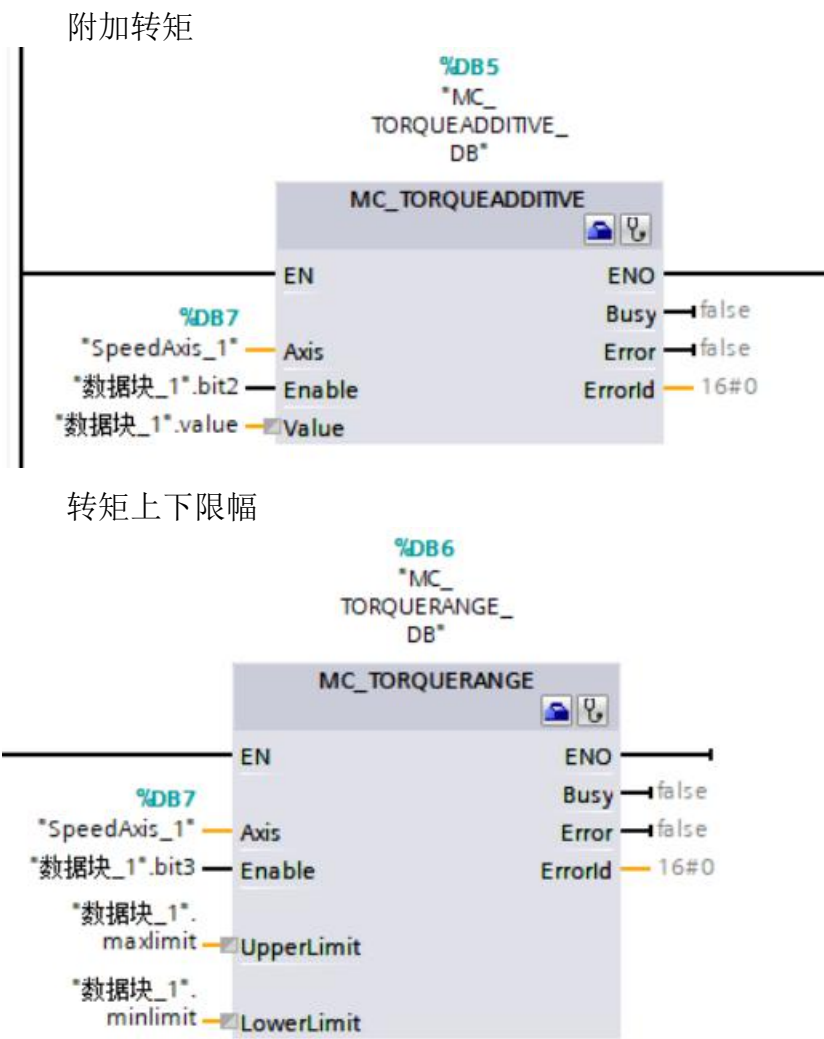 附加转矩
%DB5
"MC_
TORQUEADDITIVE_
DB"
MC_TORQUEADDITIVE
EN
ENO
%DB7
Busy
false
"SpeedAxis_1"
Axis
Error
false
"数据块_1".bit2
Enable
ErrorId
16#0
"数据块_1".value
Value
转矩上下限幅
%DB6
"MC_
TORQUERANGE_
DB"
MC_TORQUERANGE
EN
ENO
%DB7
Busy
false
"SpeedAxis_1"
Axis
Error
false
"数据块_1".bit3
Enable
ErrorId
16#0
"数据块_1".
maxlimit
UpperLimit
"数据块_1".
minlimit
LowerLimit